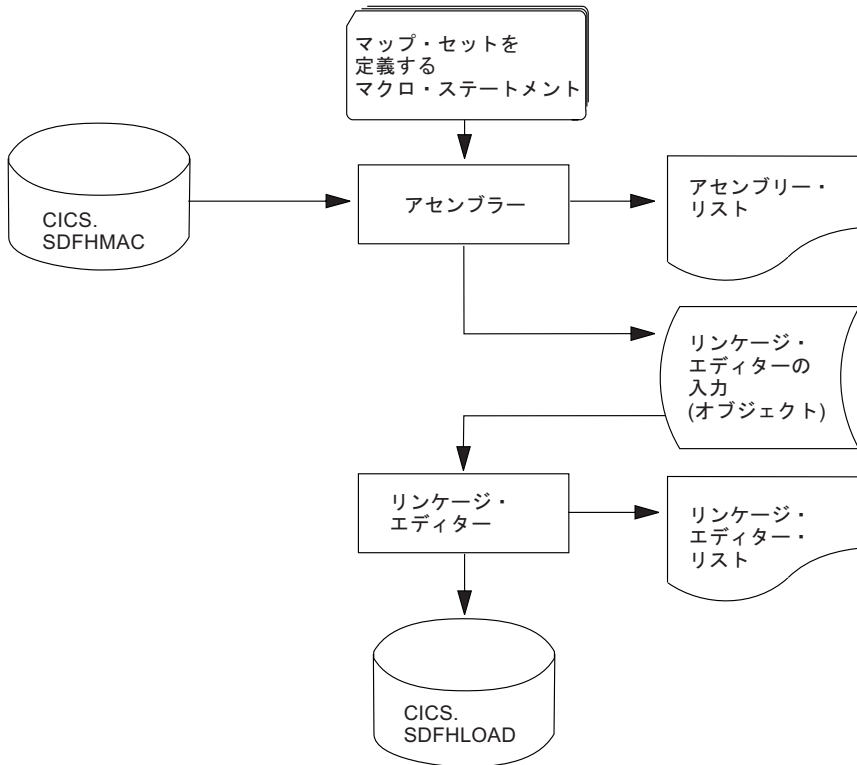 マップ・セットを
定義する
マクロ・ステートメント
CICS.
SDFHMAC
アセンブラー
アセンブリー・
リスト
リンケージ・
エディターの
入力
(オブジェクト)
リンケージ・
エディター
リンケージ・
エディター・
リスト
CICS.
SDFHLOAD